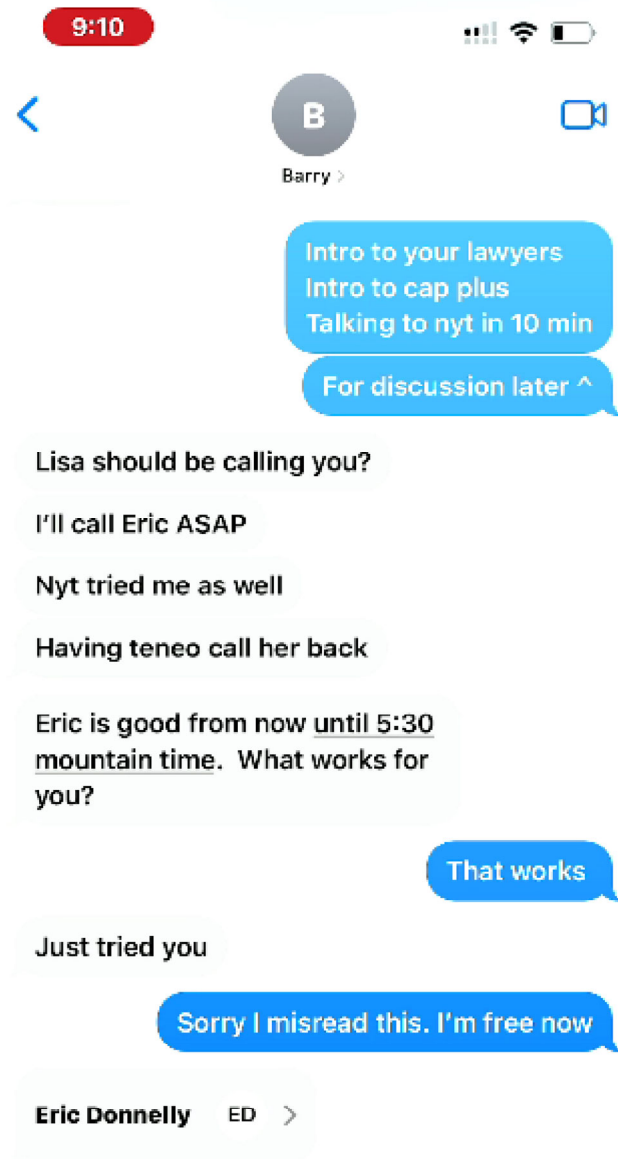 9:10
B
Barry >
Intro to your lawyers
Intro to cap plus
Talking to nyt in 10 min
For discussion later ^
Lisa should be calling you?
I'll call Eric ASAP
Nyt tried me as well
Having teneo call her back
Eric is good from now until 5:30
mountain time.  What works for
you?
That works
Just tried you
Sorry I misread this. I'm free now
Eric Donnelly ED >